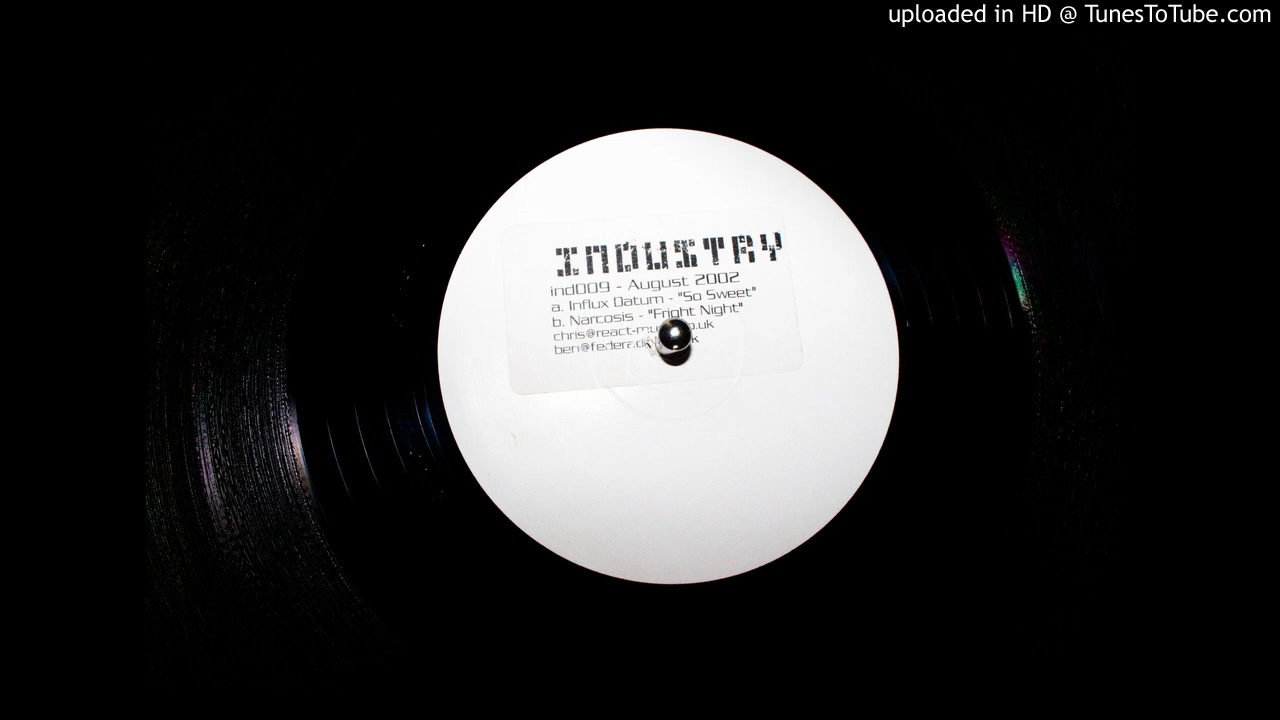 uploaded in HD @ TunesToTube.com
INDUSTRY
ind009 - August 2002
a. Influx Datum - "So Sweet"
b. Narcosis - "Fright Night"